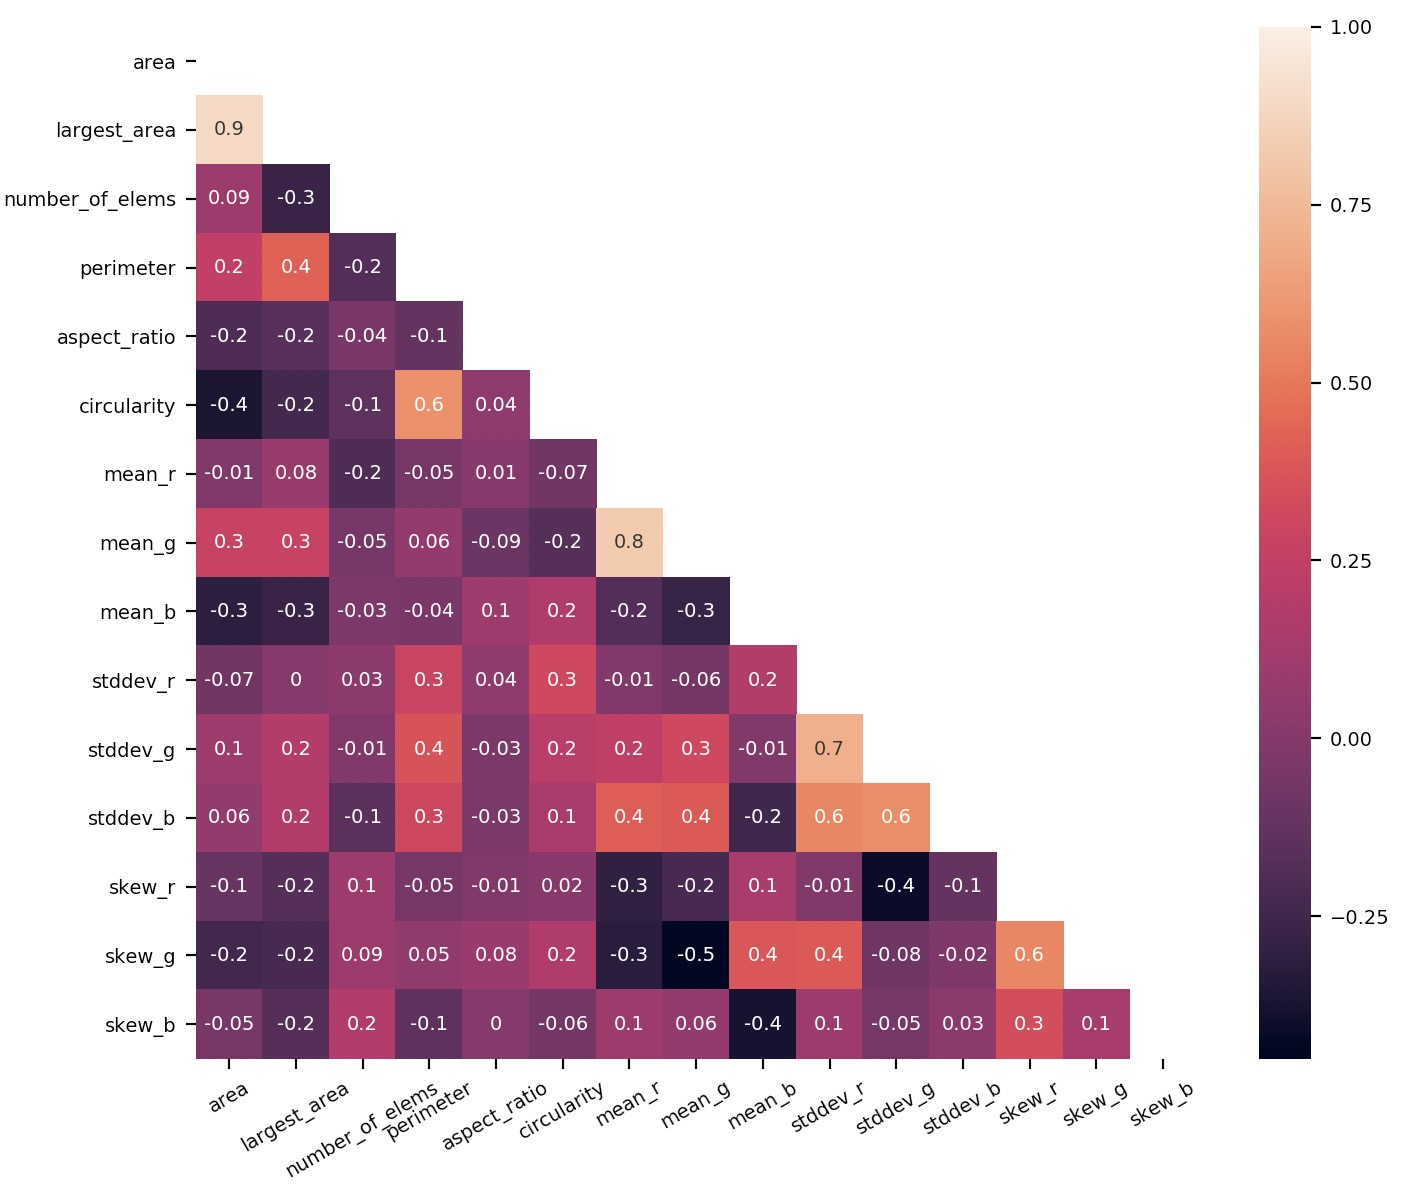 1.00
area
largest_area 0.9
number_of_elems 0.09 -0.3
0.75
perimeter 0.2 0.4 -0.2
aspect_ratio -0.2 -0.2 -0.04 -0.1
0.50
circularity -0.4 -0.2 -0.1 0.6 0.04
mean_r -0.01 0.08 -0.2 -0.05 0.01 -0.07
mean_g 0.3 0.3 -0.05 0.06 -0.09 -0.2 0.8
0.25
mean_b -0.3 -0.3 -0.03 -0.04 0.1 0.2 -0.2 -0.3
stddev_r -0.07 0 0.03 0.3 0.04 0.3 -0.01 -0.06 0.2
0.00
stddev_g 0.1 0.2 -0.01 0.4 -0.03 0.2 0.2 0.3 -0.01 0.7
stddev_b 0.06 0.2 -0.1 0.3 -0.03 0.1 0.4 0.4 -0.2 0.6 0.6
skew_r -0.1 -0.2 0.1 -0.05 -0.01 0.02 -0.3 -0.2 0.1 -0.01 -0.4 -0.1
−0.25
skew_g -0.2 -0.2 0.09 0.05 0.08 0.2 -0.3 -0.5 0.4 0.4 -0.08 -0.02 0.6
skew_b -0.05 -0.2 0.2 -0.1 0 -0.06 0.1 0.06 -0.4 0.1 -0.05 0.03 0.3 0.1
area largest_area number_of_elems perimeter aspect_ratio circularity mean_r mean_g mean_b stddev_r stddev_g stddev_b skew_r skew_g skew_b